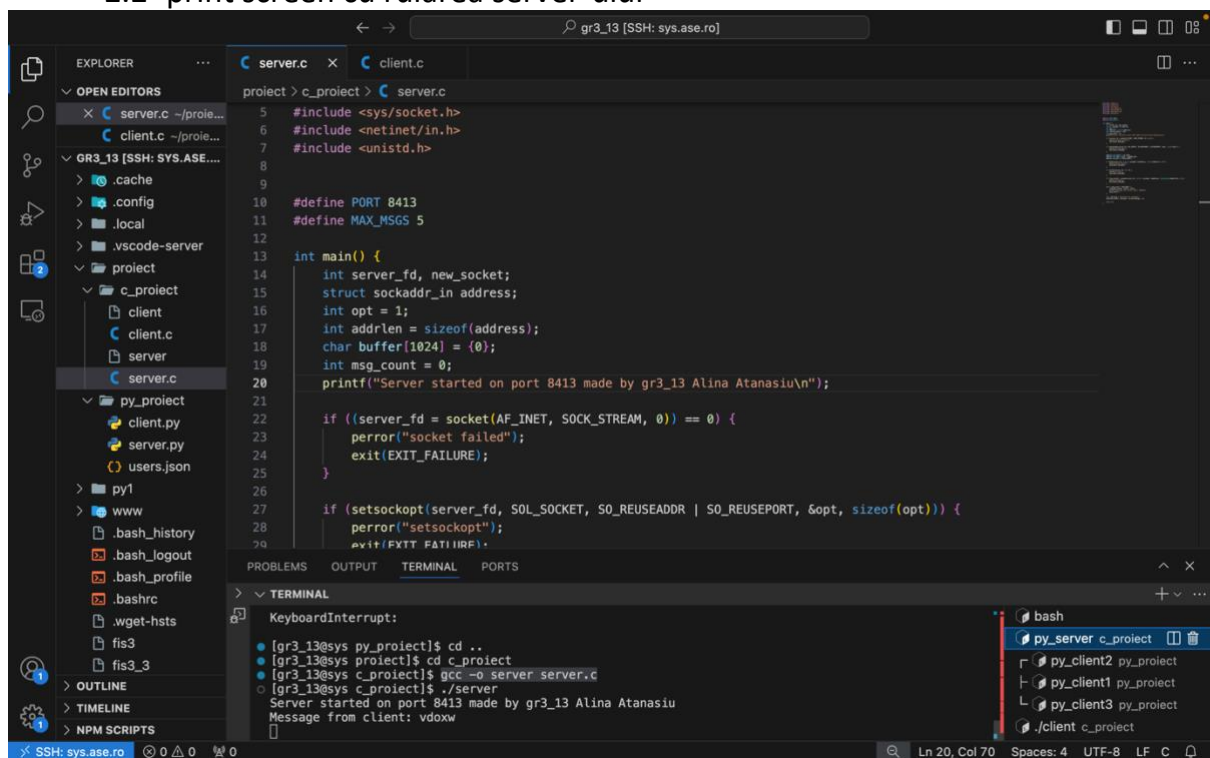 gr3_13 [SSH: sys.ase.ro]
EXPLORER
server.c
client.c
OPEN EDITORS
server.c ~/proie...
client.c ~/proie...
GR3_13 [SSH: SYS.ASE....
.cache
.config
.local
.vscode-server
proiect
c_proiect
client
client.c
server
server.c
py_proiect
client.py
server.py
users.json
py1
www
.bash_history
.bash_logout
.bash_profile
.bashrc
.wget-hsts
fis3
fis3_3
OUTLINE
TIMELINE
NPM SCRIPTS
proiect > c_proiect > server.c
5 #include <sys/socket.h>
6 #include <netinet/in.h>
7 #include <unistd.h>
8
9
10 #define PORT 8413
11 #define MAX_MSGS 5
12
13 int main() {
14 int server_fd, new_socket;
15 struct sockaddr_in address;
16 int opt = 1;
17 int addrlen = sizeof(address);
18 char buffer[1024] = {0};
19 int msg_count = 0;
20 printf("Server started on port 8413 made by gr3_13 Alina Atanasiu\n");
21
22 if ((server_fd = socket(AF_INET, SOCK_STREAM, 0)) == 0) {
23 perror("socket failed");
24 exit(EXIT_FAILURE);
25 }
26
27 if (setsockopt(server_fd, SOL_SOCKET, SO_REUSEADDR | SO_REUSEPORT, &opt, sizeof(opt))) {
28 perror("setsockopt");
29 exit(EXIT_FAILURE);
PROBLEMS OUTPUT TERMINAL PORTS
TERMINAL
KeyboardInterrupt:
[gr3_13@sys py_proiect]$ cd ..
[gr3_13@sys proiect]$ cd c_proiect
[gr3_13@sys c_proiect]$ gcc -o server server.c
[gr3_13@sys c_proiect]$ ./server
Server started on port 8413 made by gr3_13 Alina Atanasiu
Message from client: vdoxw
bash
py_server c_proiect
py_client2 py_proiect
py_client1 py_proiect
py_client3 py_proiect
./client c_proiect
SSH: sys.ase.ro 0 0 0 Ln 20, Col 70 Spaces: 4 UTF-8 LF C